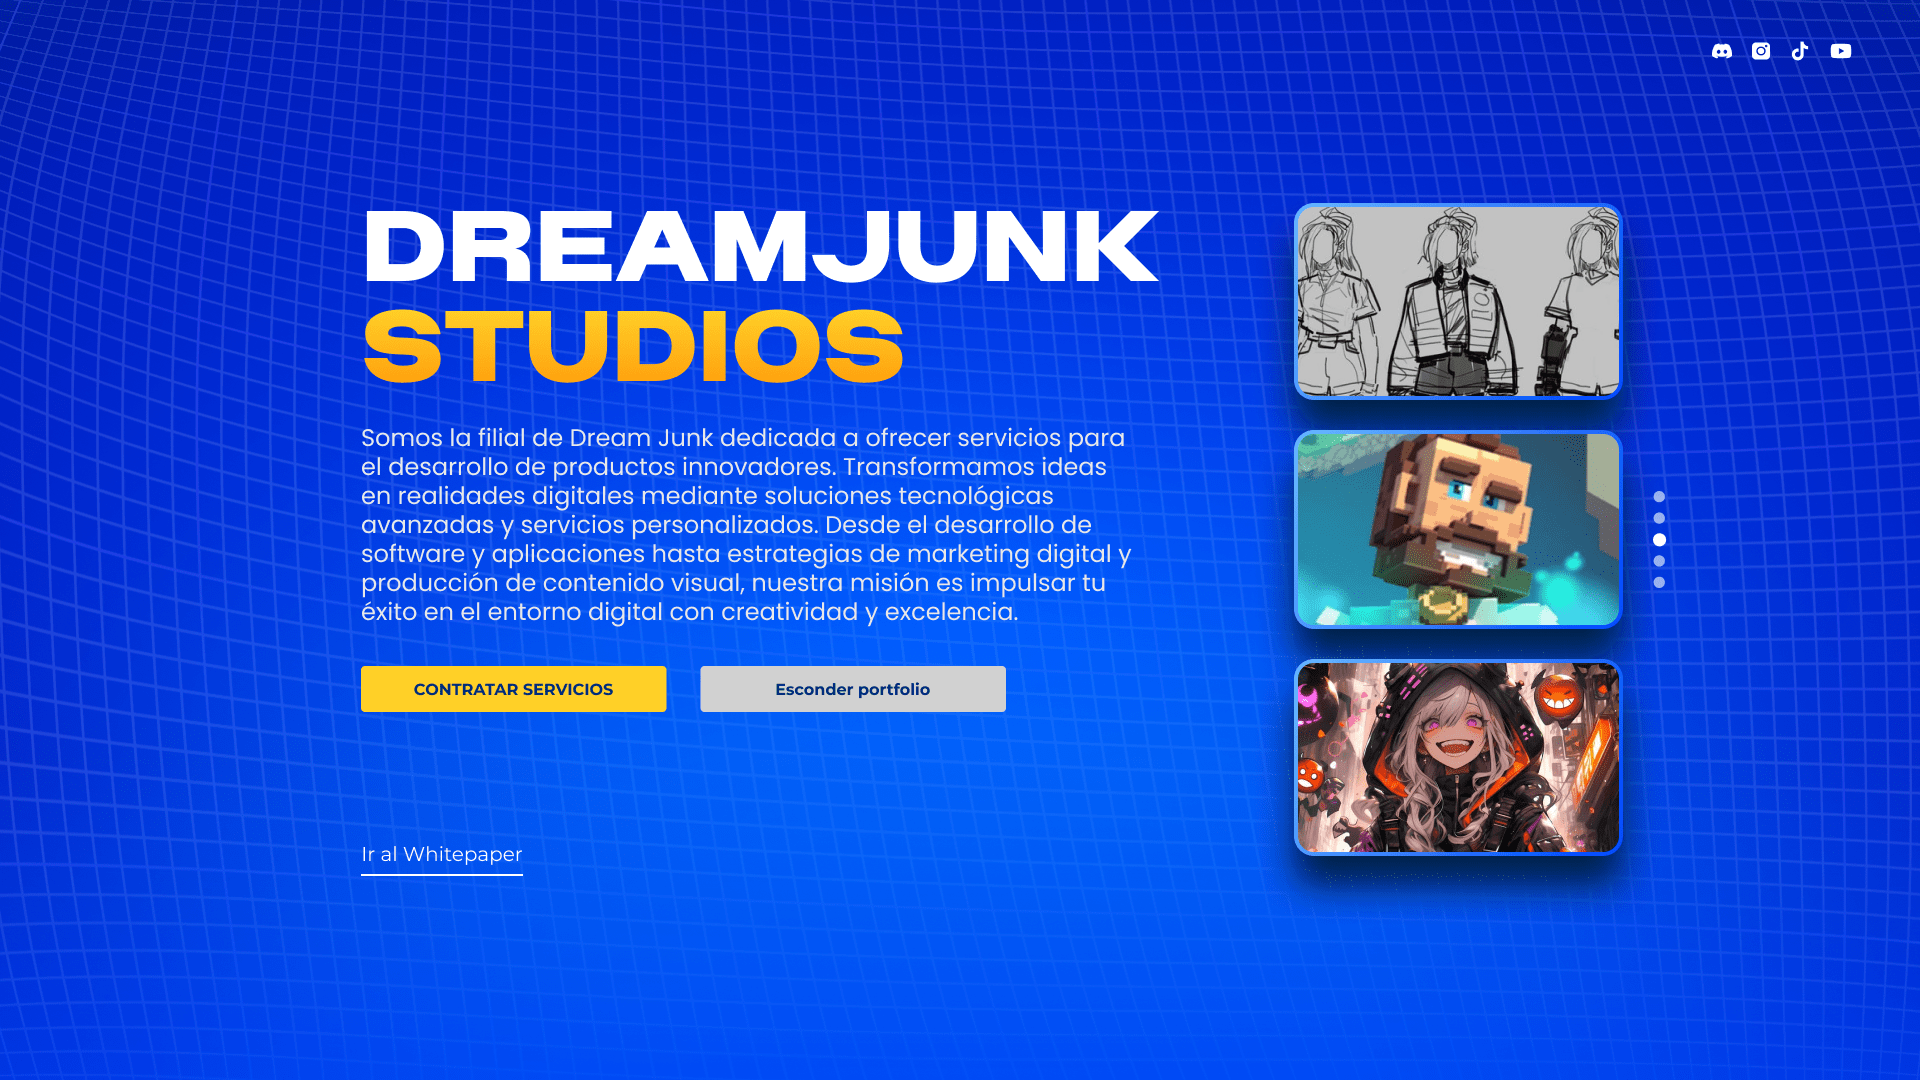 DREAMJUNK
STUDIOS
Somos la filial de Dream Junk dedicada a ofrecer servicios para
el desarrollo de productos innovadores. Transformamos ideas
en realidades digitales mediante soluciones tecnológicas
avanzadas y servicios personalizados. Desde el desarrollo de
software y aplicaciones hasta estrategias de marketing digital y
producción de contenido visual, nuestra misión es impulsar tu
éxito en el entorno digital con creatividad y excelencia.
CONTRATAR SERVICIOS
Esconder portfolio
Ir al Whitepaper